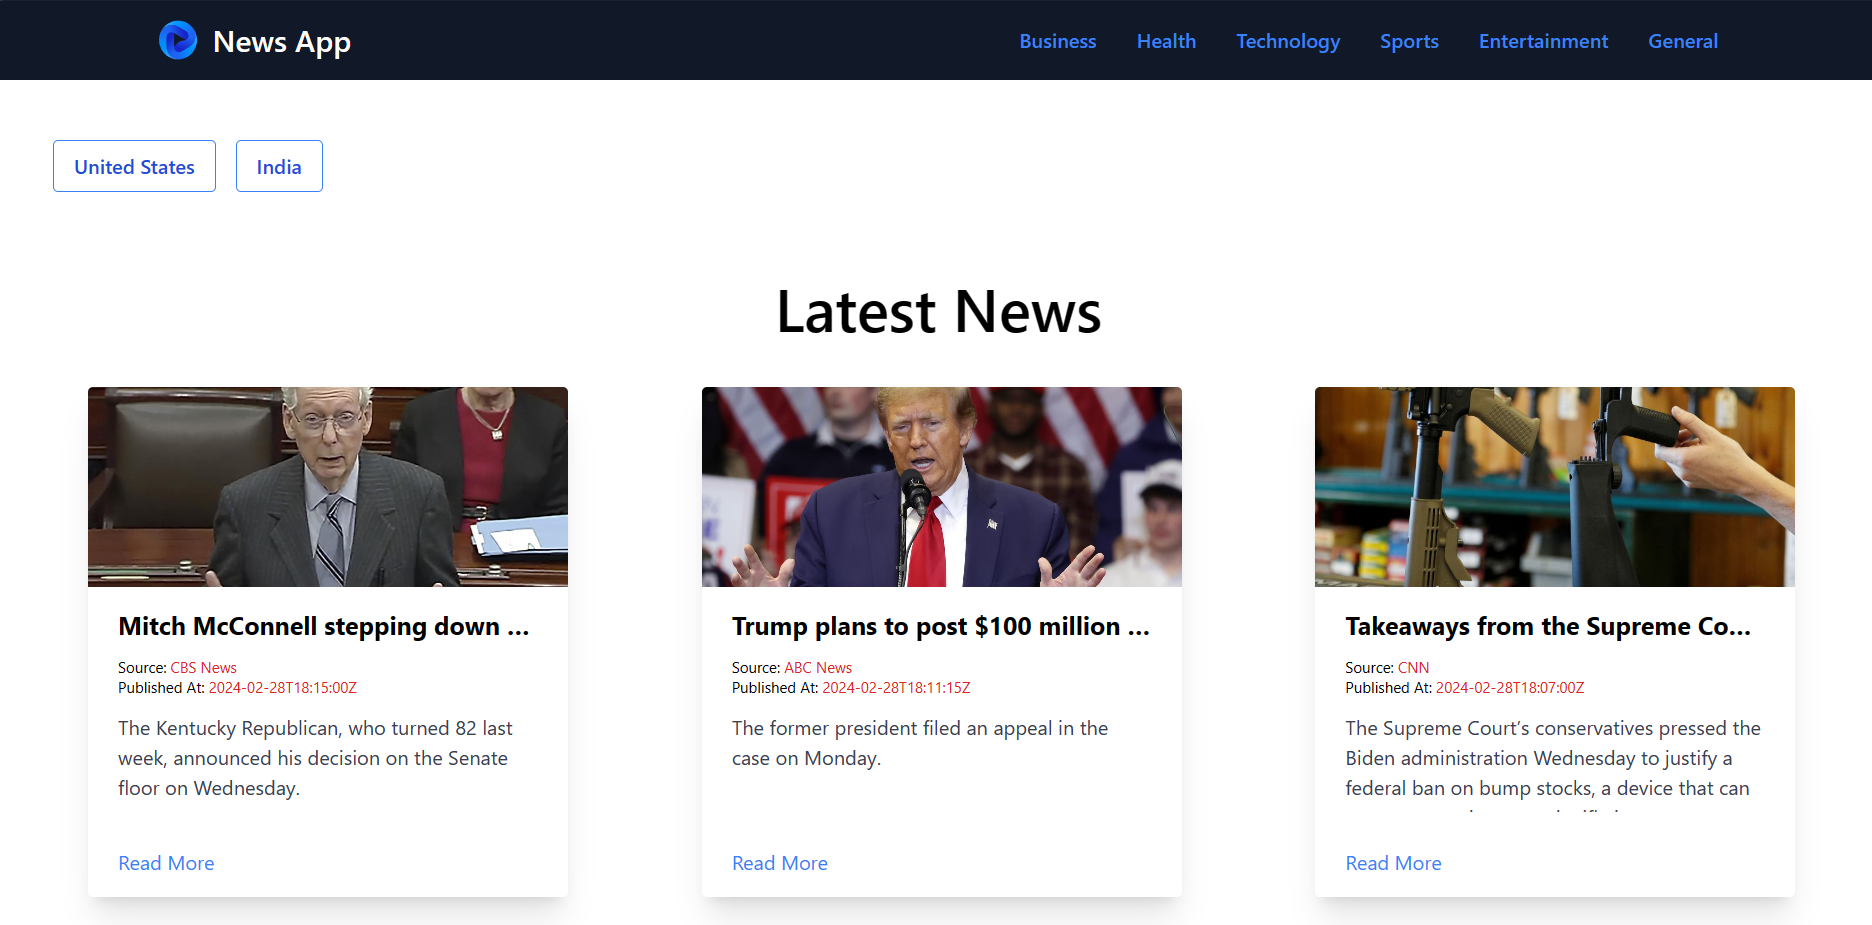 News App
Business Health Technology Sports Entertainment General
United States India
Latest News
Mitch McConnell stepping down ...
Source: CBS News
Published At: 2024-02-28T18:15:00Z
The Kentucky Republican, who turned 82 last
week, announced his decision on the Senate
floor on Wednesday.
Read More
Trump plans to post $100 million ...
Source: ABC News
Published At: 2024-02-28T18:11:15Z
The former president filed an appeal in the
case on Monday.
Read More
Takeaways from the Supreme Co...
Source: CNN
Published At: 2024-02-28T18:07:00Z
The Supreme Court’s conservatives pressed the
Biden administration Wednesday to justify a
federal ban on bump stocks, a device that can
Read More